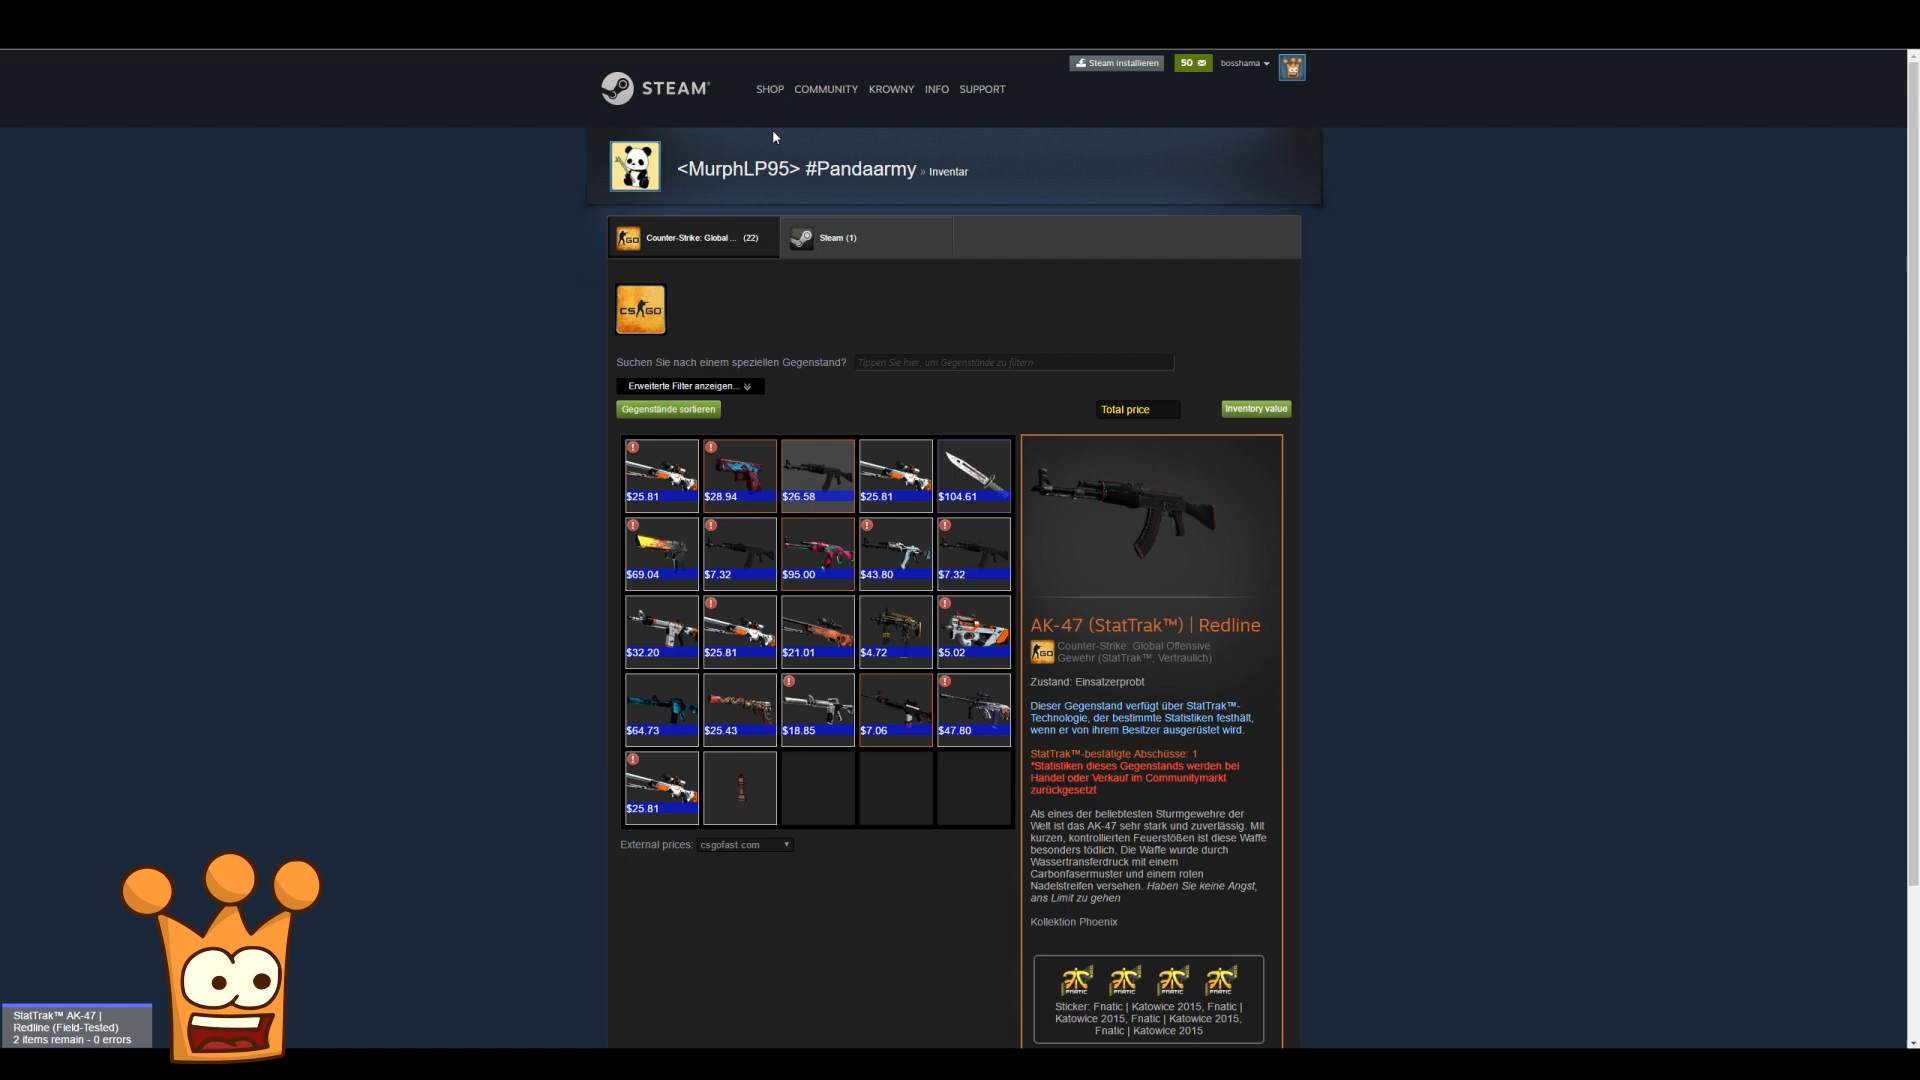 Steam installieren
50
bosshama
STEAM
SHOP COMMUNITY KROWNY INFO SUPPORT
<MurphLP95> #Pandaarmy » Inventar
Counter-Strike: Global ... (22)
Steam (1)
CS GO
Suchen Sie nach einem speziellen Gegenstand?
Tippen Sie hier, um Gegenstände zu filtern
Erweiterte Filter anzeigen...
Gegenstände sortieren
Total price
Inventory value
$25.81 $28.94 $26.58 $25.81 $104.61
$69.04 $7.32 $95.00 $43.80 $7.32
$32.20 $25.81 $21.01 $4.72 $5.02
$64.73 $25.43 $18.85 $7.06 $47.80
$25.81
External prices: csgofast.com
AK-47 (StatTrak™) | Redline
Counter-Strike: Global Offensive
Gewehr (StatTrak™, Vertraulich)
Zustand: Einsatzerprobt
Dieser Gegenstand verfügt über StatTrak™-
Technologie, der bestimmte Statistiken festhält,
wenn er von ihrem Besitzer ausgerüstet wird.
StatTrak™-bestätigte Abschüsse: 1
*Statistiken dieses Gegenstands werden bei
Handel oder Verkauf im Communitymarkt
zurückgesetzt
Als eines der beliebtesten Sturmgewehre der
Welt ist das AK-47 sehr stark und zuverlässig. Mit
kurzen, kontrollierten Feuerstößen ist diese Waffe
besonders tödlich. Die Waffe wurde durch
Wassertransferdruck mit einem
Carbonfasermuster und einem roten
Nadelstreifen versehen. Haben Sie keine Angst,
ans Limit zu gehen
Kollektion Phoenix
FNATIC FNATIC FNATIC FNATIC
Sticker: Fnatic | Katowice 2015, Fnatic |
Katowice 2015, Fnatic | Katowice 2015,
Fnatic | Katowice 2015
StatTrak™ AK-47 |
Redline (Field-Tested)
2 items remain - 0 errors